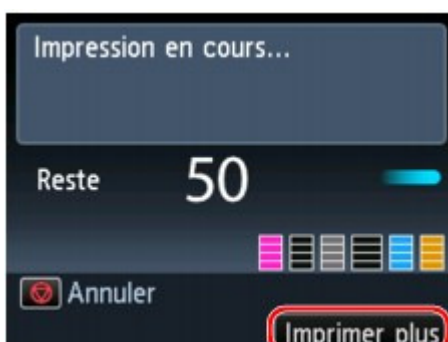 Impression en cours...
Reste 50
Annuler
Imprimer plus